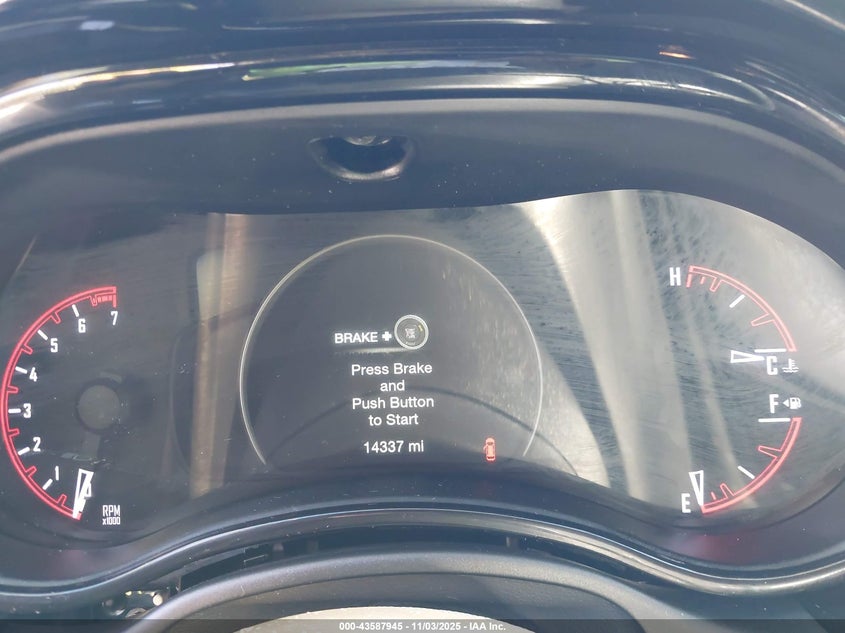 H
7
6
5
4
3
2
1
RPM
x1000
BRAKE +
Press Brake
and
Push Button
to Start
14337 mi
C
F
E
000-43587945 - 11/03/2025 - IAA Inc.